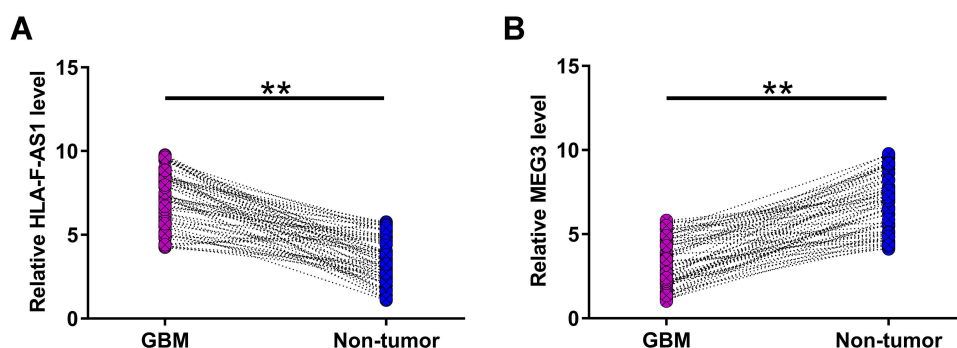 A
Relative HLA-F-AS1 level
15
10
5
0
**
GBM
Non-tumor
B
Relative MEG3 level
15
10
5
0
**
GBM
Non-tumor